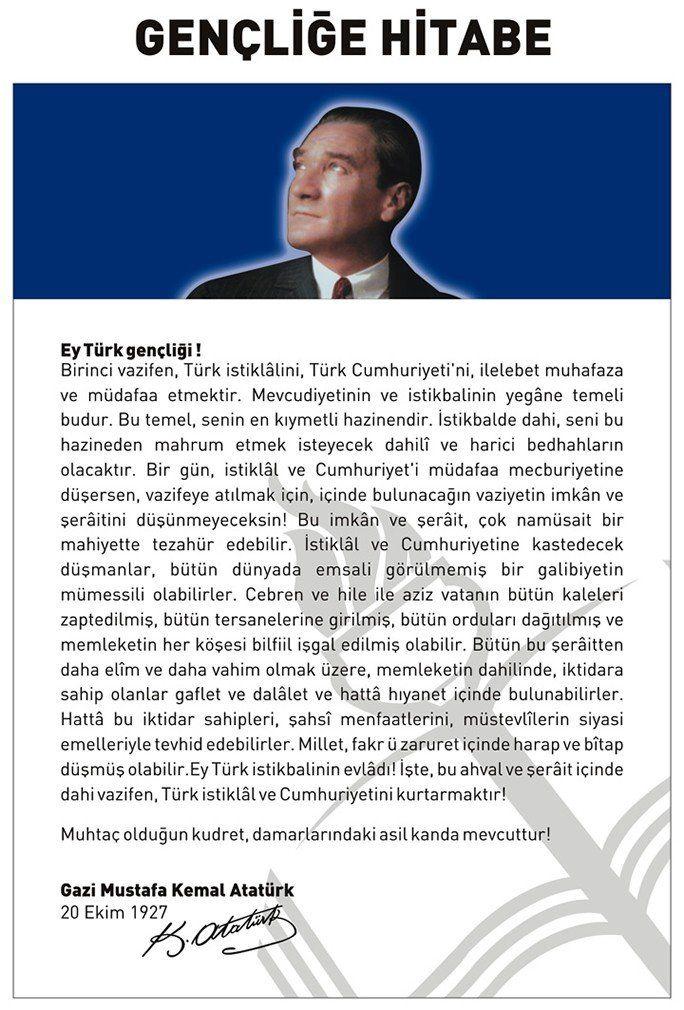 GENÇLİĞE HİTABE
Ey Türk gençliği !
Birinci vazifen, Türk istiklâlini, Türk Cumhuriyeti'ni, ilelebet muhafaza
ve müdafaa etmektir. Mevcudiyetinin ve istikbalinin yegâne temeli
budur. Bu temel, senin en kıymetli hazinendir. İstikbalde dahi, seni bu
hazineden mahrum etmek isteyecek dahilî ve harici bedhahların
olacaktır. Bir gün, istiklâl ve Cumhuriyet'i müdafaa mecburiyetine
düşersen, vazifeye atılmak için, içinde bulunacağın vaziyetin imkân ve
şerâitini düşünmeyeceksin! Bu imkân ve şerâit, çok namüsait bir
mahiyette tezahür edebilir. İstiklâl ve Cumhuriyetine kastedecek
düşmanlar, bütün dünyada emsali görülmemiş bir galibiyetin
mümessili olabilirler. Cebren ve hile ile aziz vatanın bütün kaleleri
zaptedilmiş, bütün tersanelerine girilmiş, bütün orduları dağıtılmış ve
memleketin her köşesi bilfiil işgal edilmiş olabilir. Bütün bu şerâitten
daha elîm ve daha vahim olmak üzere, memleketin dahilinde, iktidara
sahip olanlar gaflet ve dalâlet ve hattâ hıyanet içinde bulunabilirler.
Hattâ bu iktidar sahipleri, şahsî menfaatlerini, müstevlîlerin siyasi
emelleriyle tevhid edebilirler. Millet, fakr ü zaruret içinde harap ve bîtap
düşmüş olabilir.Ey Türk istikbalinin evlâdı! İşte, bu ahval ve şerâit içinde
dahi vazifen, Türk istiklâl ve Cumhuriyetini kurtarmaktır!
Muhtaç olduğun kudret, damarlarındaki asil kanda mevcuttur!
Gazi Mustafa Kemal Atatürk
20 Ekim 1927
K. Atatürk